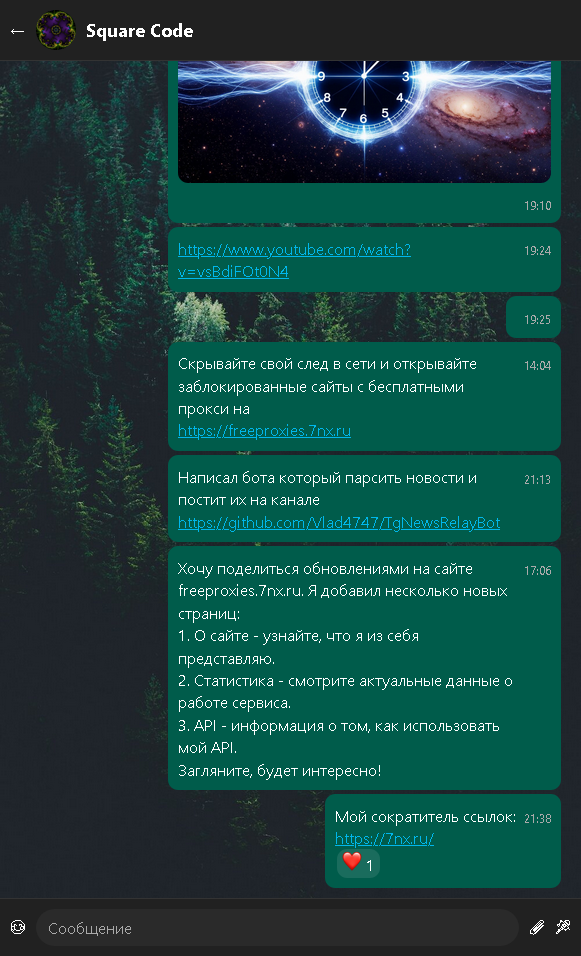 ← Square Code
9 3
8 4
7 6 5
19:10
https://www.youtube.com/watch?
v=vsBdiFOt0N4
19:24
19:25
Скрывайте свой след в сети и открывайте
14:04
заблокированные сайты с бесплатными
прокси на
https://freeproxies.7nx.ru
Написал бота который парсить новости и
21:13
постит их на канале
https://github.com/Vlad4747/TgNewsRelayBot
Хочу поделиться обновлениями на сайте
17:06
freeproxies.7nx.ru. Я добавил несколько новых
страниц:
1. О сайте - узнайте, что я из себя
представляю.
2. Статистика - смотрите актуальные данные о
работе сервиса.
3. API - информация о том, как использовать
мой API.
Загляните, будет интересно!
Мой сократитель ссылок:
21:38
https://7nx.ru/
❤️ 1
Сообщение